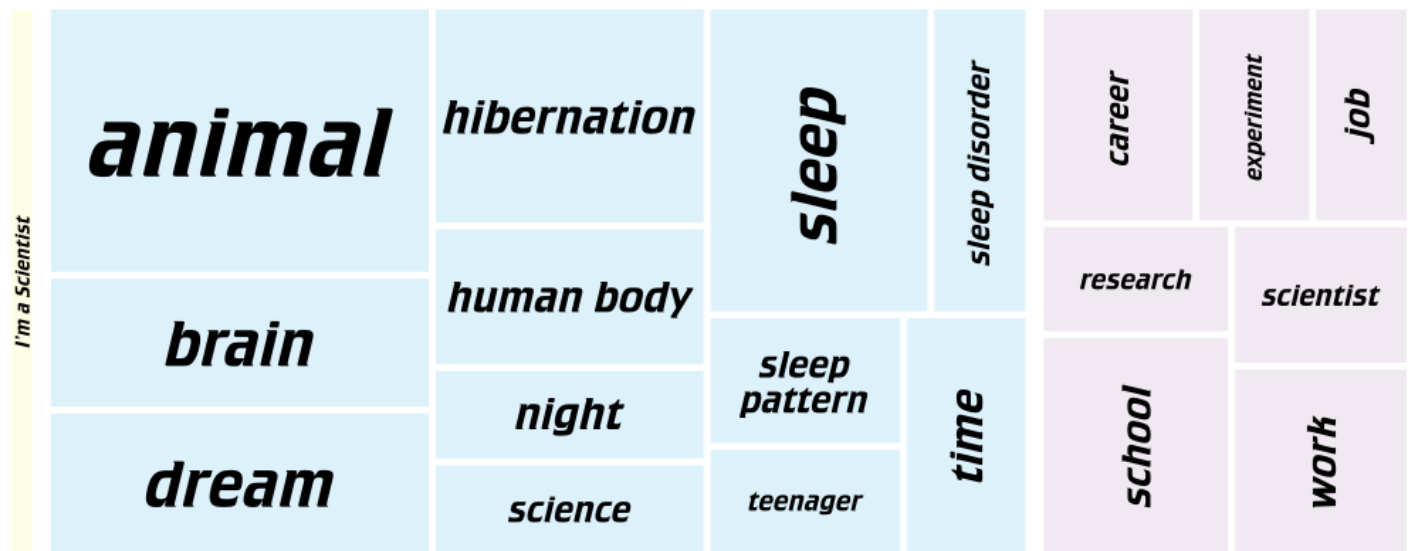 I'm a Scientist
animal
brain
dream
hibernation
human body
night
science
sleep
sleep disorder
sleep
pattern
teenager
time
career
experiment
job
research
scientist
school
work